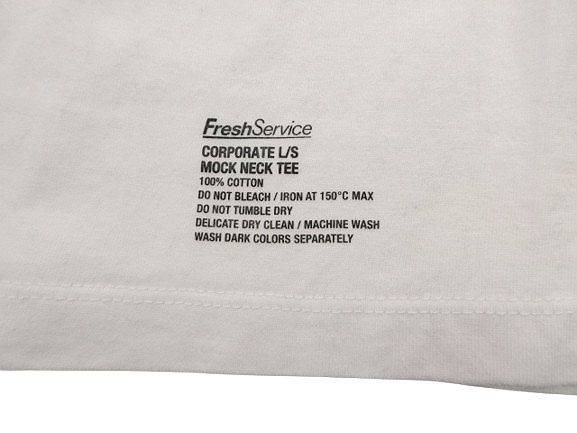 FreshService
CORPORATE L/S
MOCK NECK TEE
100% COTTON
DO NOT BLEACH / IRON AT 150°C MAX
DO NOT TUMBLE DRY
DELICATE DRY CLEAN / MACHINE WASH
WASH DARK COLORS SEPARATELY